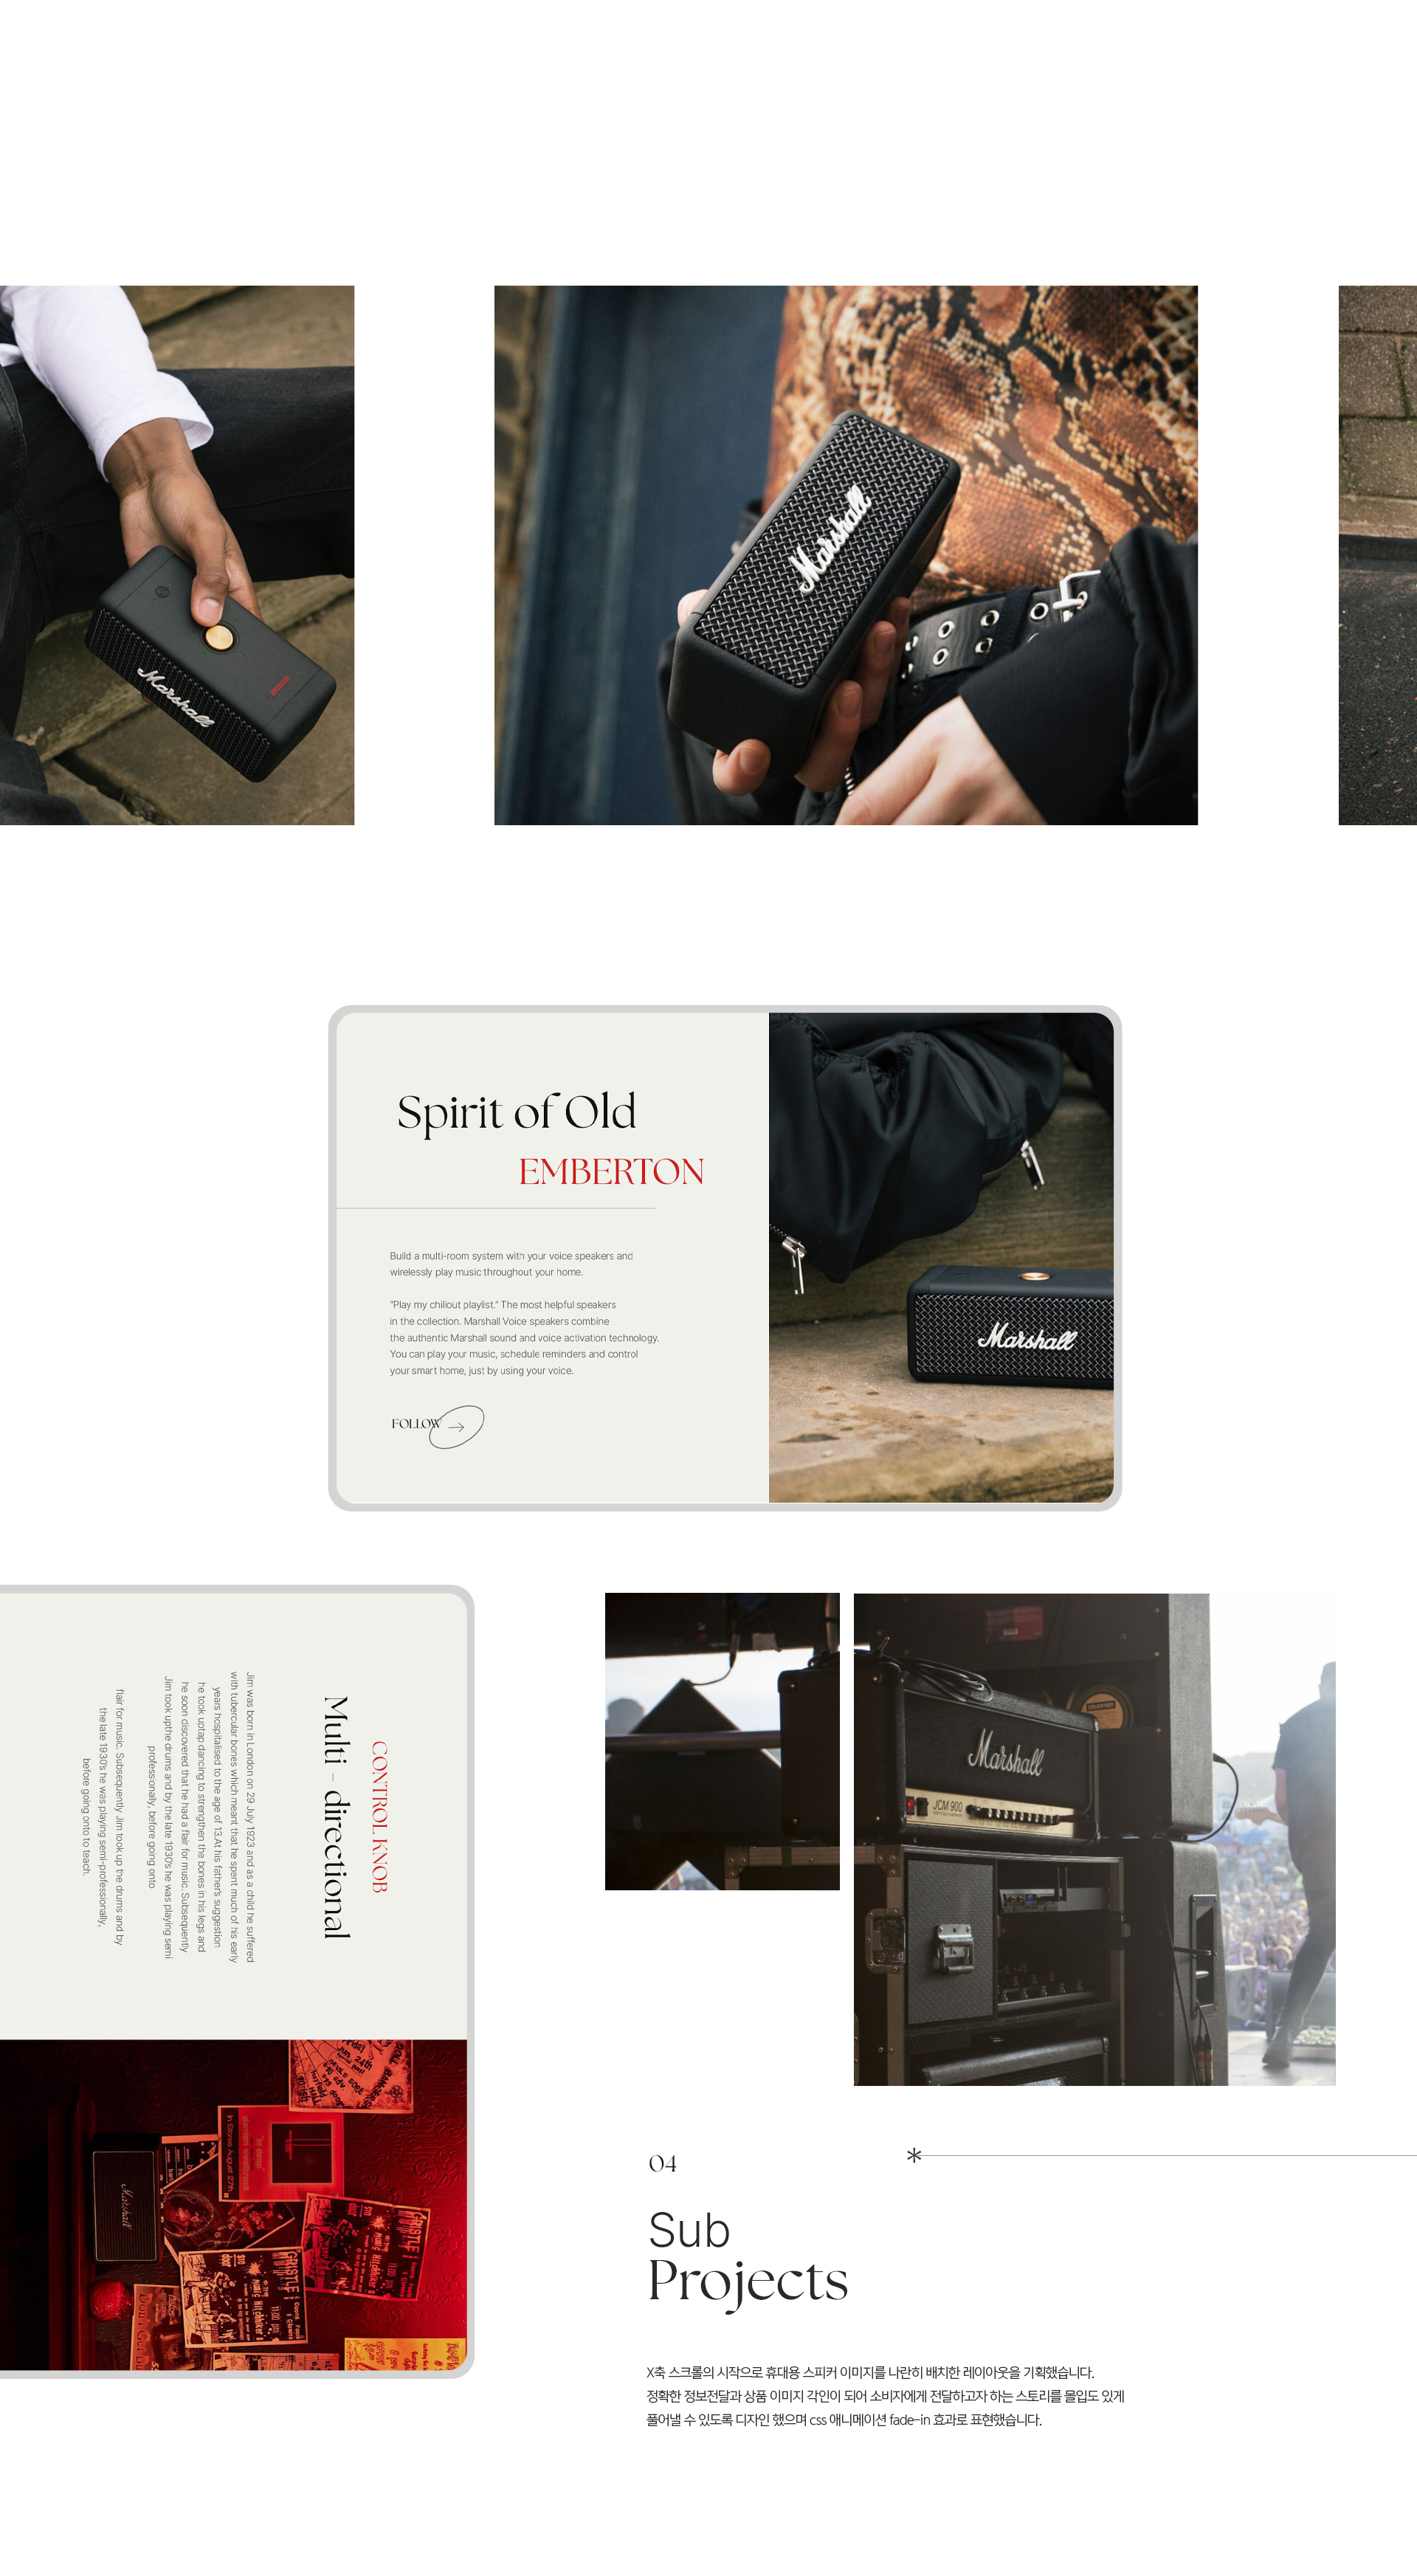 Marshall
Marshall
Spirit of Old
EMBERTON
Build a multi-room system with your voice speakers and
wirelessly play music throughout your home.
"Play my chillout playlist." The most helpful speakers
in the collection. Marshall Voice speakers combine
the authentic Marshall sound and voice activation technology.
You can play your music, schedule reminders and control
your smart home, just by using your voice.
FOLLOW
Marshall
CONTROL KNOB
Multi - directional
Jim was born in London on 29 July 1923 and as a child he suffered
with tubercular bones which meant that he spent much of his early
years hospitalised to the age of 13.At his father's suggestion
he took uptap dancing to strengthen the bones in his legs and
he soon discovered that he had a flair for music. Subsequently
Jim took upthe drums and by the late 1930's he was playing semi
professionally, before going onto
flair for music. Subsequently Jim took up the drums and by
the late 1930's he was playing semi-professionally,
before going onto to teach.
Marshall
Marshall
JCM 900
04
Sub
Projects
X축 스크롤의 시작으로 휴대용 스피커 이미지를 나란히 배치한 레이아웃을 기획했습니다.
정확한 정보전달과 상품 이미지 각인이 되어 소비자에게 전달하고자 하는 스토리를 몰입도 있게
풀어낼 수 있도록 디자인 했으며 css 애니메이션 fade-in 효과로 표현했습니다.